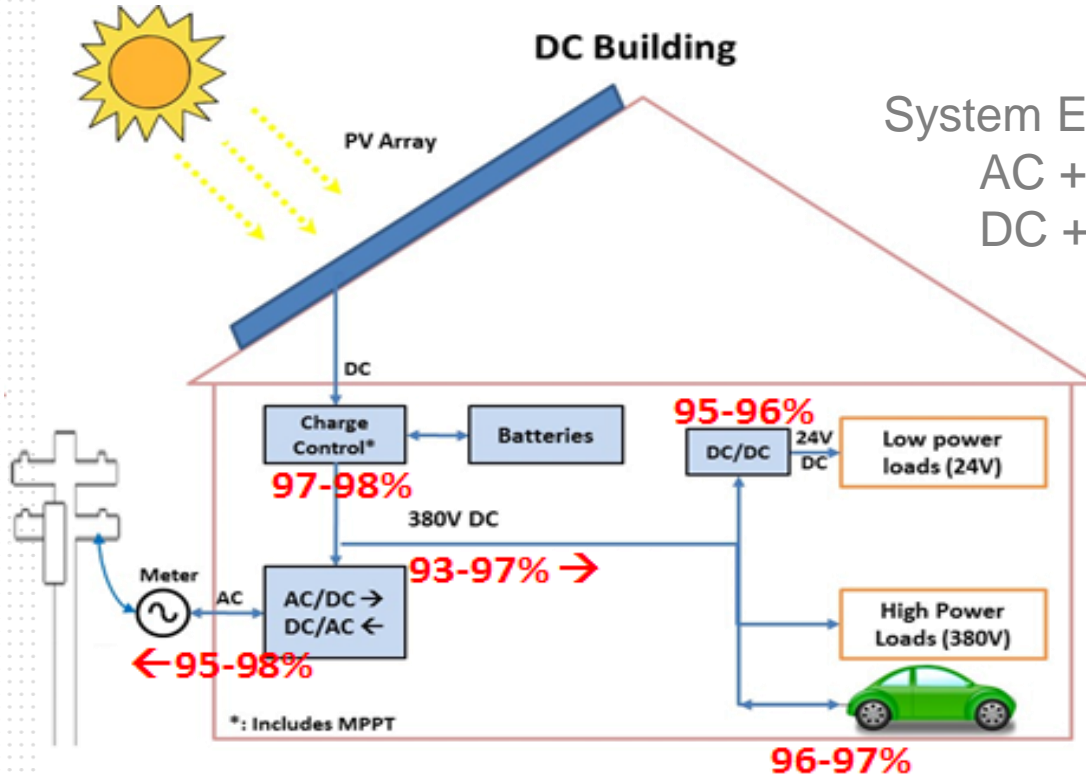 DC Building
System E
AC +
DC +
PV Array
DC
Charge
Control*
Batteries
97-98%
95-96%
DC/DC
24V
DC
Low power
loads (24V)
380V DC
93-97% →
Meter
AC
AC/DC →
DC/AC ←
←95-98%
High Power
Loads (380V)
*: Includes MPPT
96-97%